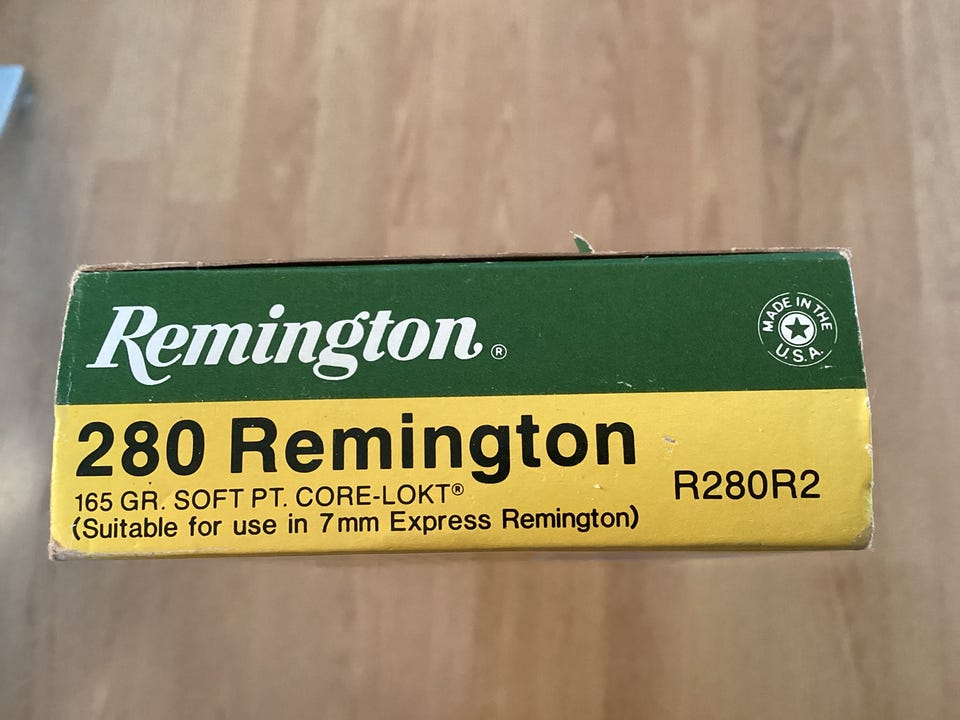 Remington®
MADE IN THE
U.S.A.
280 Remington
165 GR. SOFT PT. CORE-LOKT®
(Suitable for use in 7mm Express Remington)
R280R2